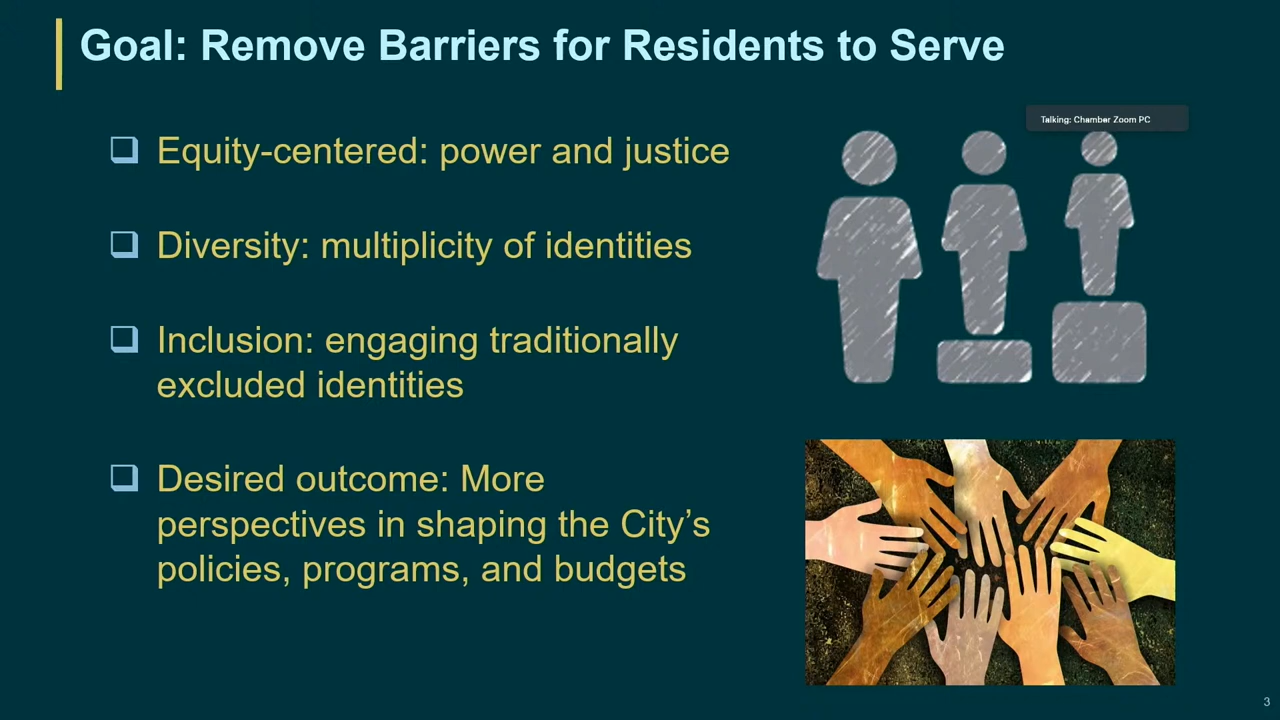 Goal: Remove Barriers for Residents to Serve
Talking: Chamber Zoom PC
Equity-centered: power and justice
Diversity: multiplicity of identities
Inclusion: engaging traditionally
excluded identities
Desired outcome: More
perspectives in shaping the City’s
policies, programs, and budgets
3